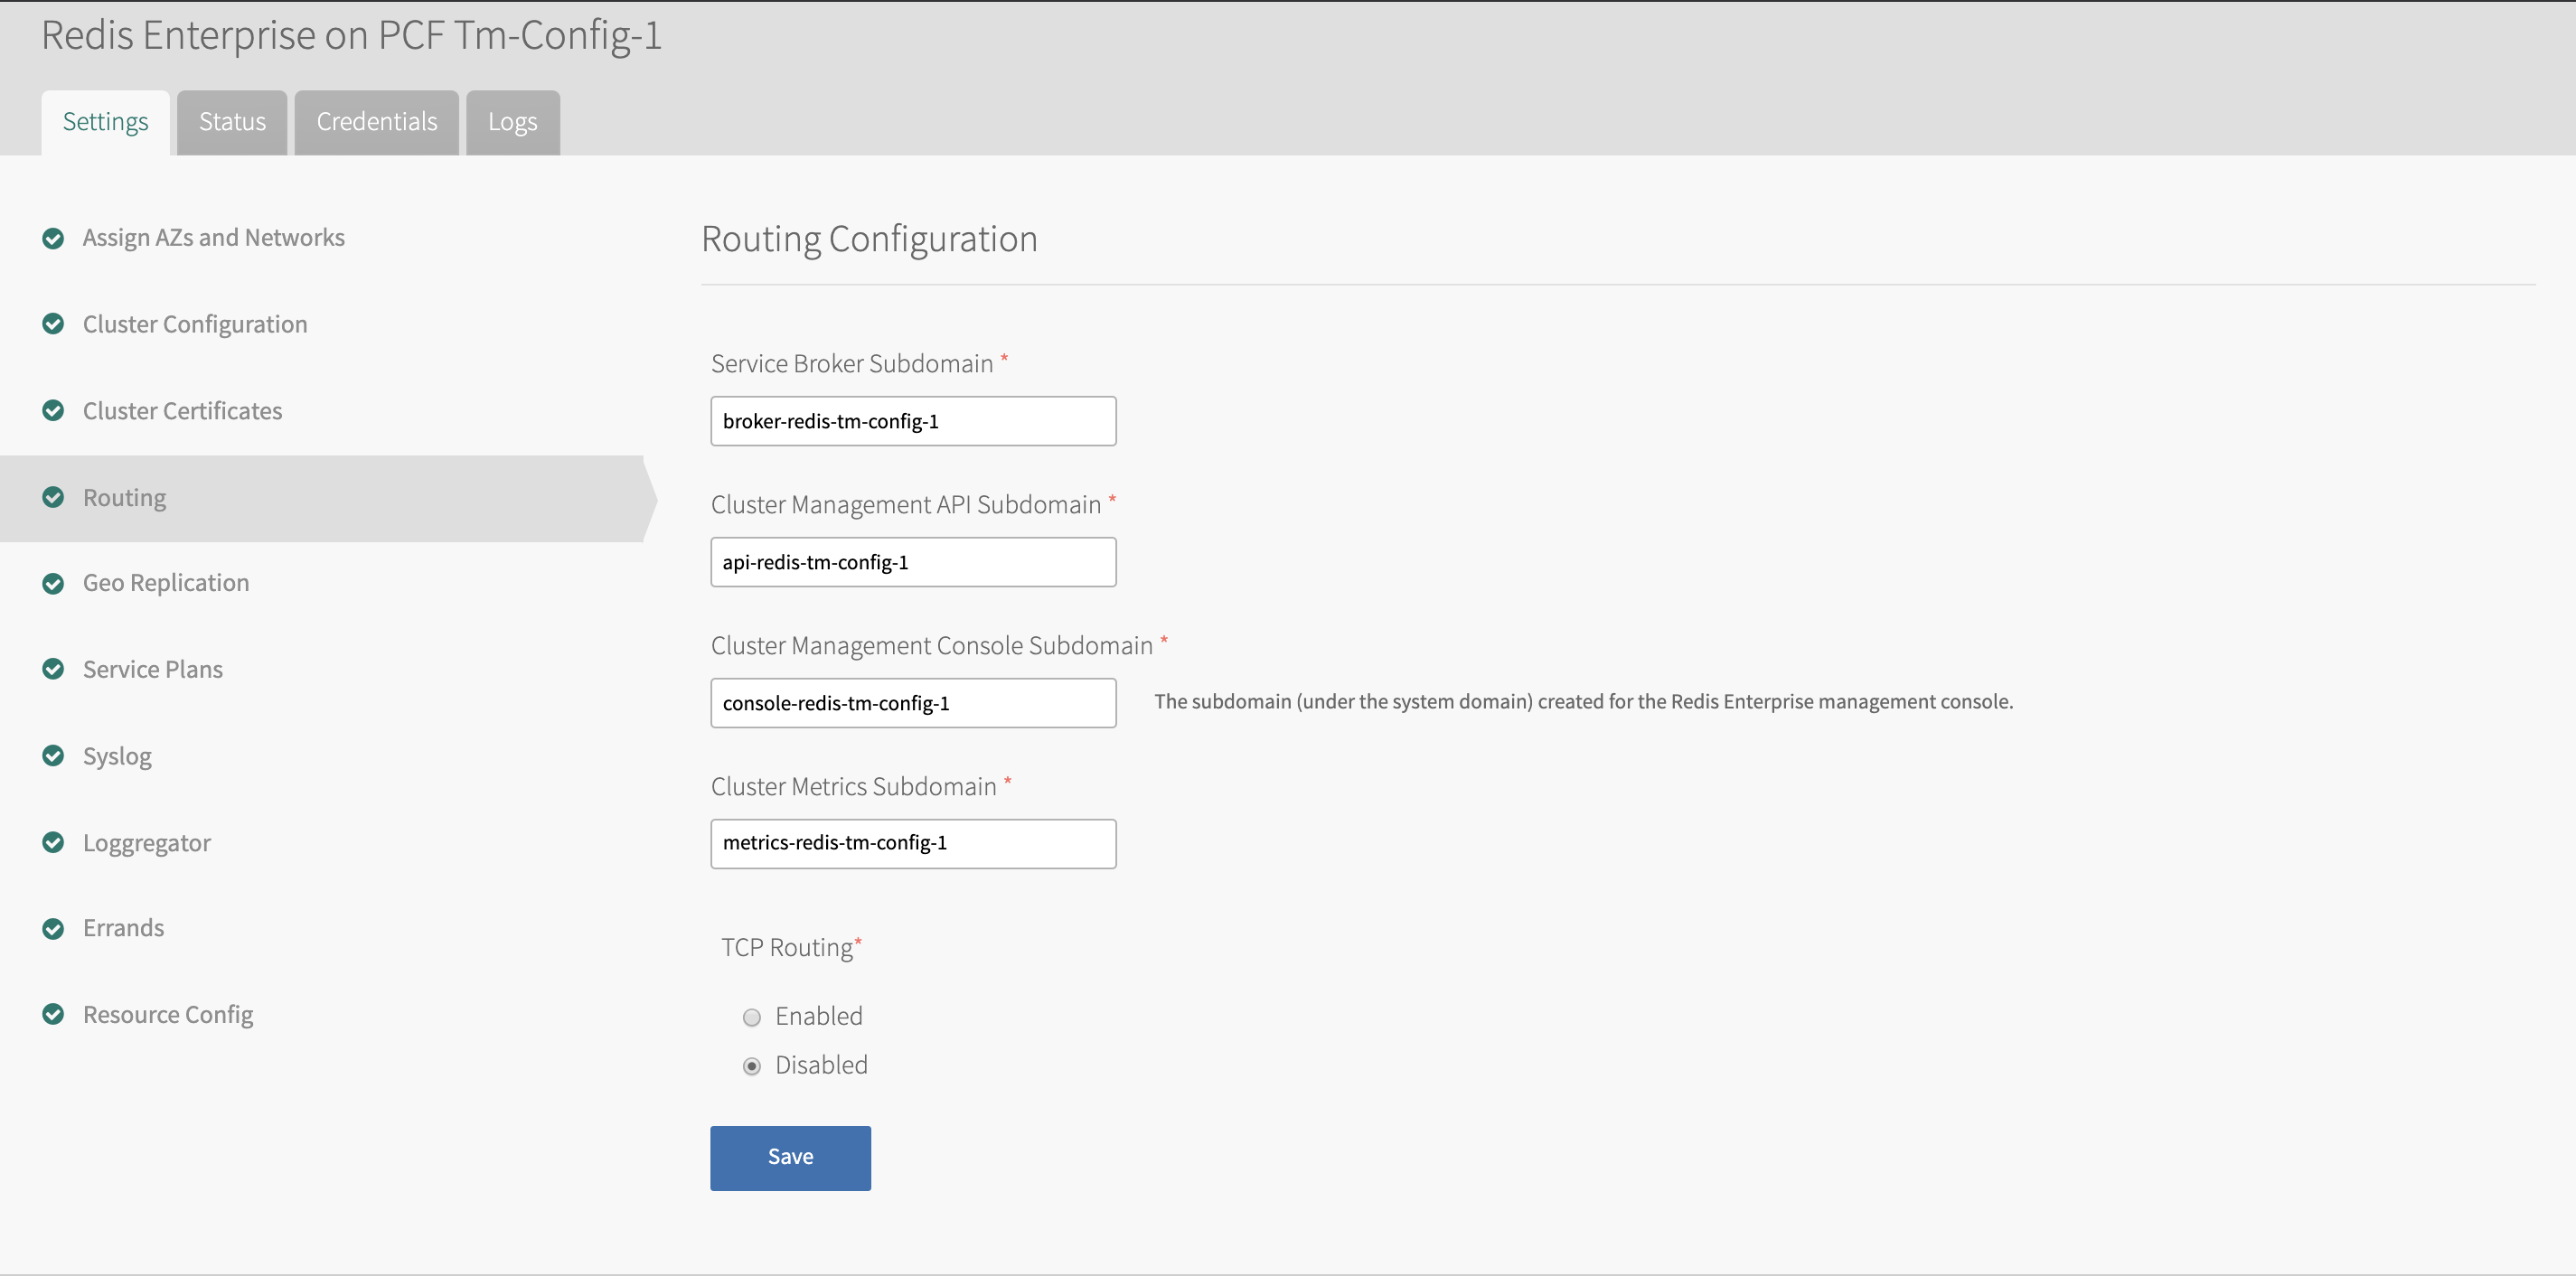 Redis Enterprise on PCF Tm-Config-1
Settings
Status
Credentials
Logs
Assign AZs and Networks
Cluster Configuration
Cluster Certificates
Routing
Geo Replication
Service Plans
Syslog
Loggregator
Errands
Resource Config
Routing Configuration
Service Broker Subdomain *
broker-redis-tm-config-1
Cluster Management API Subdomain *
api-redis-tm-config-1
Cluster Management Console Subdomain *
console-redis-tm-config-1
The subdomain (under the system domain) created for the Redis Enterprise management console.
Cluster Metrics Subdomain *
metrics-redis-tm-config-1
TCP Routing*
Enabled
Disabled
Save